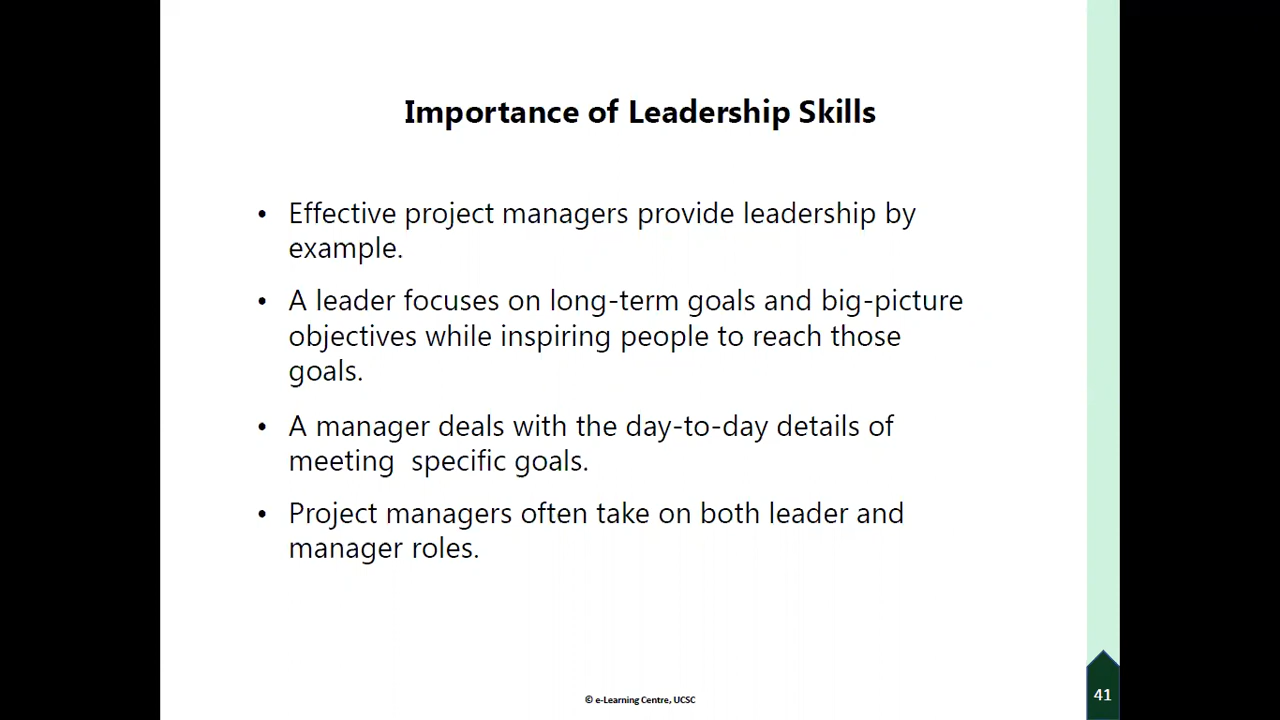 Importance of Leadership Skills
• Effective project managers provide leadership by
example.
• A leader focuses on long-term goals and big-picture
objectives while inspiring people to reach those
goals.
• A manager deals with the day-to-day details of
meeting  specific goals.
• Project managers often take on both leader and
manager roles.
© e-Learning Centre, UCSC
41